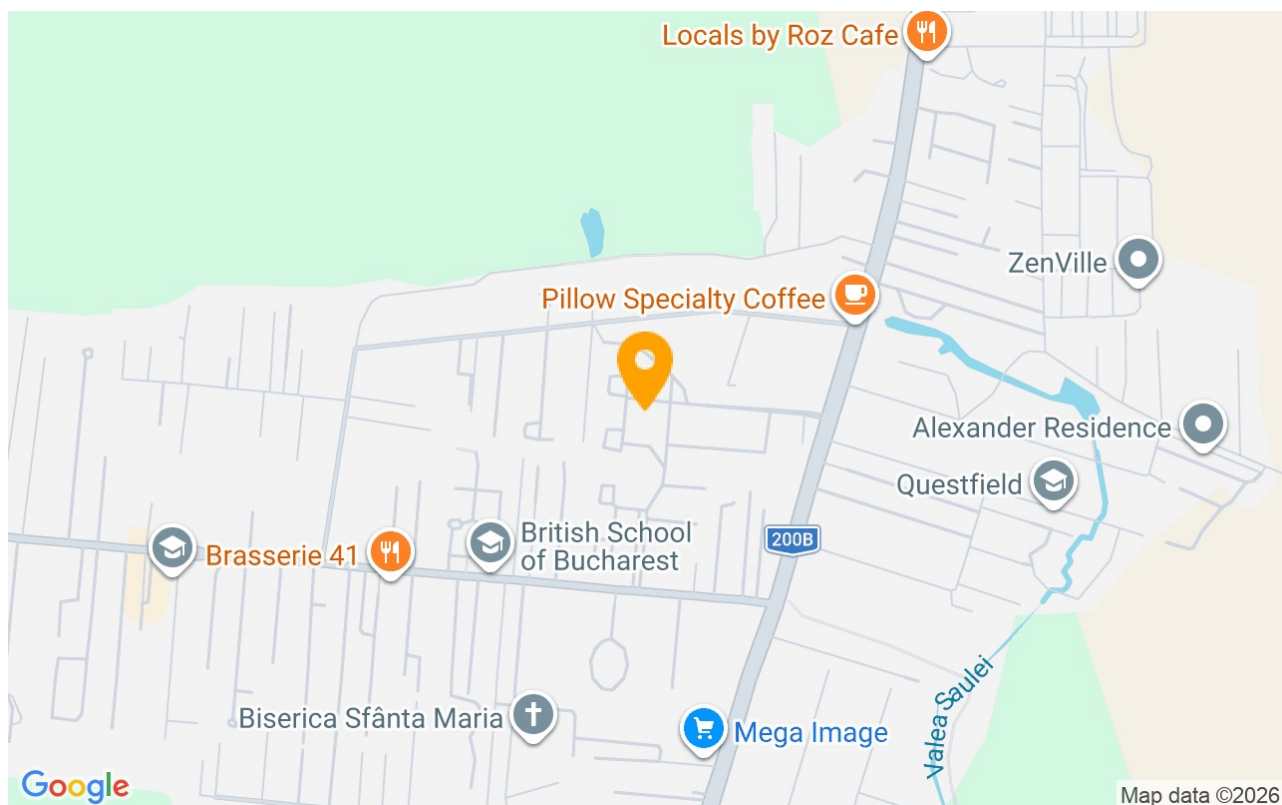 Locals by Roz Cafe
ZenVille
Pillow Specialty Coffee
Alexander Residence
Questfield
British School
of Bucharest
200B
Brasserie 41
Valea Saulei
Biserica Sfânta Maria
Mega Image
Google
Map data ©2026